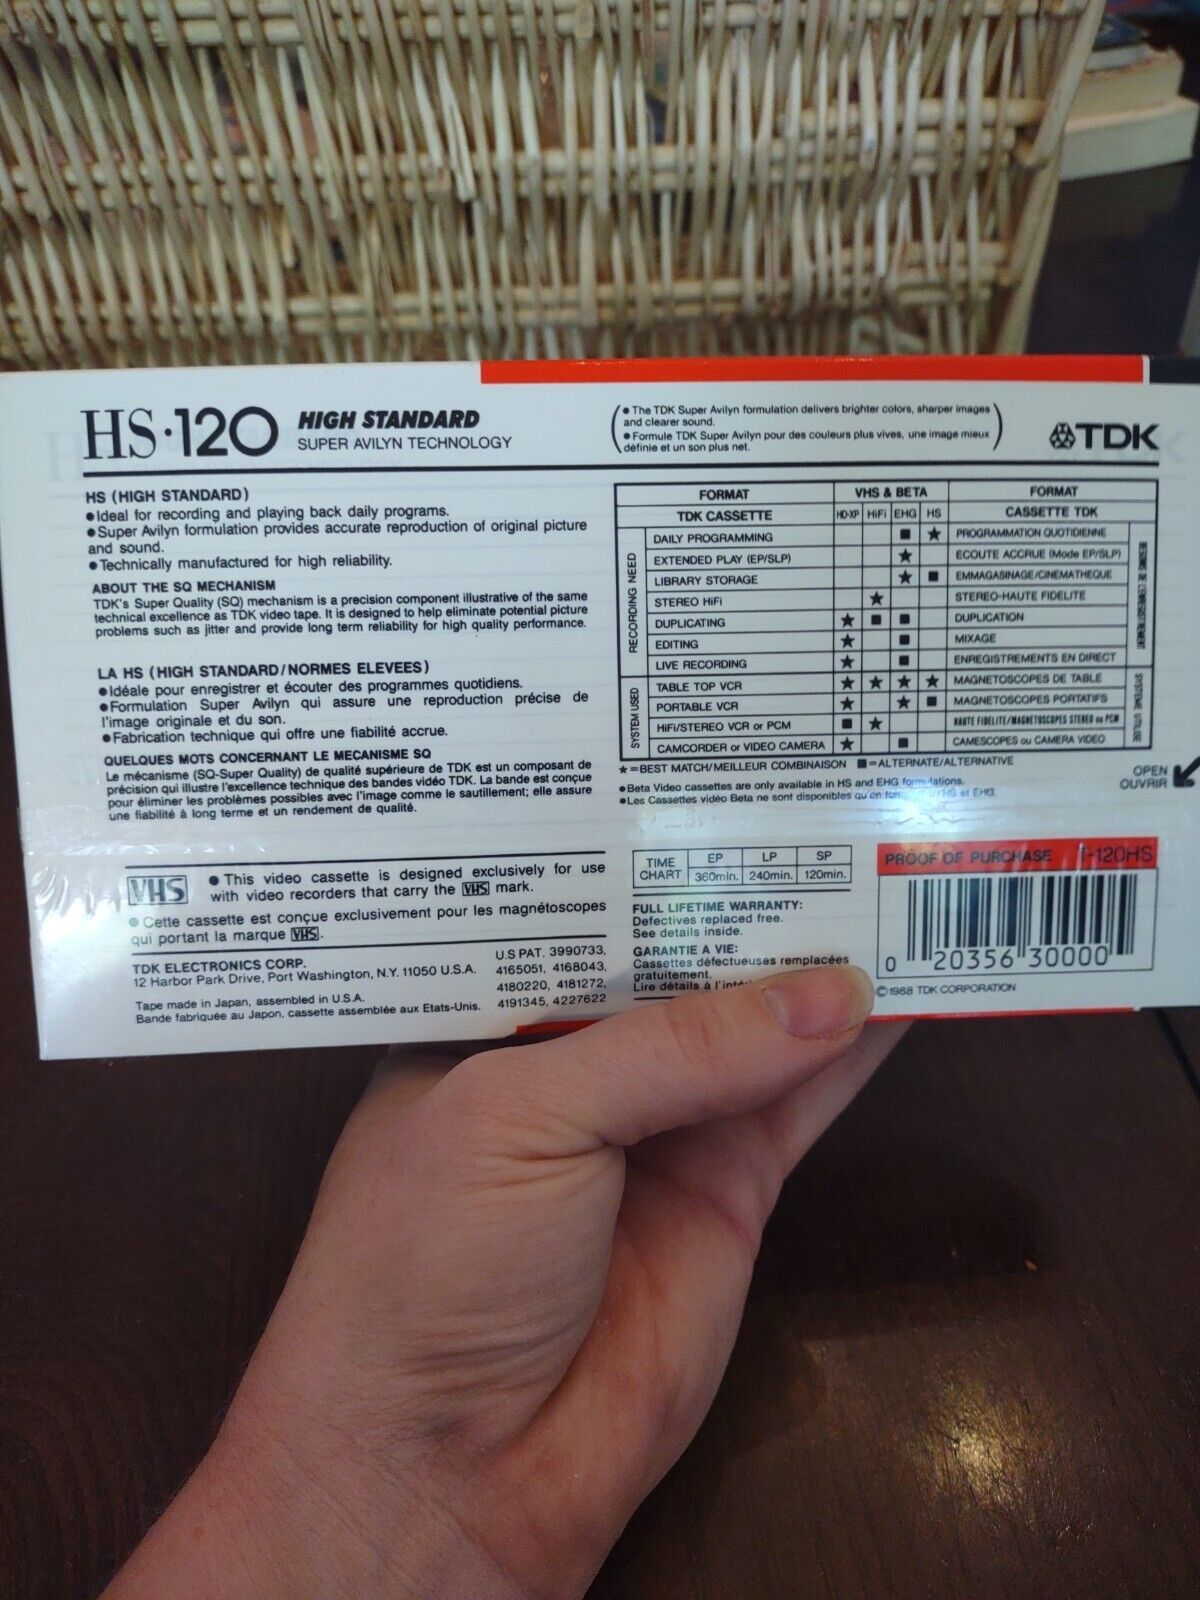 HS·120
HIGH STANDARD
SUPER AVILYN TECHNOLOGY
● The TDK Super Avilyn formulation delivers brighter colors, sharper images
and clearer sound.
● Formule TDK Super Avilyn pour des couleurs plus vives, une image mieux
définie et un son plus net.
TDK
HS (HIGH STANDARD)
● Ideal for recording and playing back daily programs.
● Super Avilyn formulation provides accurate reproduction of original picture
and sound.
● Technically manufactured for high reliability.
ABOUT THE SQ MECHANISM
TDK's Super Quality (SQ) mechanism is a precision component illustrative of the same
technical excellence as TDK video tape. It is designed to help eliminate potential picture
problems such as jitter and provide long term reliability for high quality performance.
LA HS (HIGH STANDARD/NORMES ELEVEES)
● Idéale pour enregistrer et écouter des programmes quotidiens.
● Formulation Super Avilyn qui assure une reproduction précise de
l'image originale et du son.
● Fabrication technique qui offre une fiabilité accrue.
QUELQUES MOTS CONCERNANT LE MECANISME SQ
Le mécanisme (SQ-Super Quality) de qualité supérieure de TDK est un composant de
précision qui illustre l'excellence technique des bandes vidéo TDK. La bande est conçue
pour éliminer les problèmes possibles avec l'image comme le sautillement; elle assure
une fiabilité à long terme et un rendement de qualité.
FORMAT VHS & BETA FORMAT
TDK CASSETTE HD-XP HiFi EHG HS CASSETTE TDK
RECORDING NEED
DAILY PROGRAMMING ■ ★ PROGRAMMATION QUOTIDIENNE
EXTENDED PLAY (EP/SLP) ★ ECOUTE ACCRUE (Mode EP/SLP)
LIBRARY STORAGE ★ ■ EMMAGASINAGE/CINEMATHEQUE
STEREO HiFi ★ STEREO-HAUTE FIDELITE
DUPLICATING ★ ■ ■ DUPLICATION
EDITING ★ ■ MIXAGE
LIVE RECORDING ★ ■ ENREGISTREMENTS EN DIRECT
SYSTEM USED
TABLE TOP VCR ★ ★ ★ ★ MAGNETOSCOPES DE TABLE
PORTABLE VCR ★ ★ ■ MAGNETOSCOPES PORTATIFS
HIFI/STEREO VCR or PCM ■ ★ HAUTE FIDELITE/MAGNETOSCOPES STEREO ou PCM
CAMCORDER or VIDEO CAMERA ★ ■ CAMESCOPES ou CAMERA VIDEO
★ = BEST MATCH/MEILLEUR COMBINAISON ■ = ALTERNATE/ALTERNATIVE
● Beta Video cassettes are only available in HS and EHG formulations.
● Les Cassettes vidéo Beta ne sont disponibles qu'en HS et EHG.
OPEN
OUVRIR
VHS
● This video cassette is designed exclusively for use
with video recorders that carry the VHS mark.
● Cette cassette est conçue exclusivement pour les magnétoscopes
qui portant la marque VHS.
TDK ELECTRONICS CORP.
12 Harbor Park Drive, Port Washington, N.Y. 11050 U.S.A.
Tape made in Japan, assembled in U.S.A.
Bande fabriquée au Japon, cassette assemblée aux Etats-Unis.
U.S PAT. 3990733,
4165051, 4168043,
4180220, 4181272,
4191345, 4227622
TIME CHART EP LP SP
360min. 240min. 120min.
FULL LIFETIME WARRANTY:
Defectives replaced free.
See details inside.
GARANTIE A VIE:
Cassettes défectueuses remplacées
gratuitement.
Lire détails à
PROOF OF PURCHASE T-120HS
0 20356 30000
© 1988 TDK CORPORATION